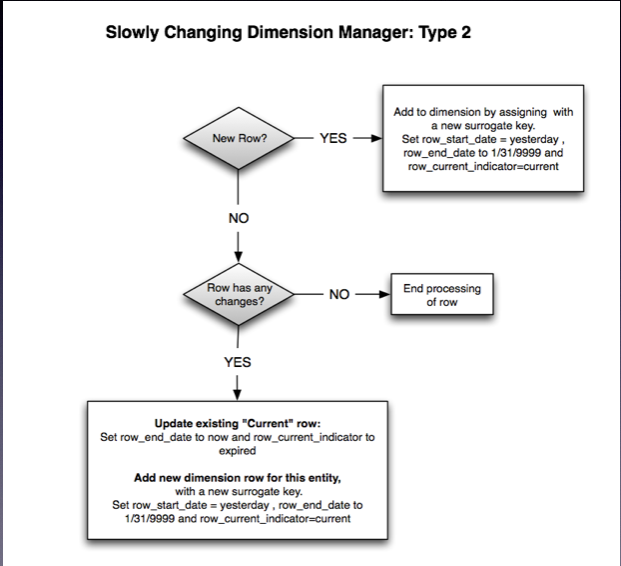 Slowly Changing Dimension Manager: Type 2
New Row?
YES
Add to dimension by assigning with
a new surrogate key.
Set row_start_date = yesterday ,
row_end_date to 1/31/9999 and
row_current_indicator=current
NO
Row has any
changes?
NO
End processing
of row
YES
Update existing "Current" row:
Set row_end_date to now and row_current_indicator to
expired
Add new dimension row for this entity,
with a new surrogate key.
Set row_start_date = yesterday , row_end_date to
1/31/9999 and row_current_indicator=current